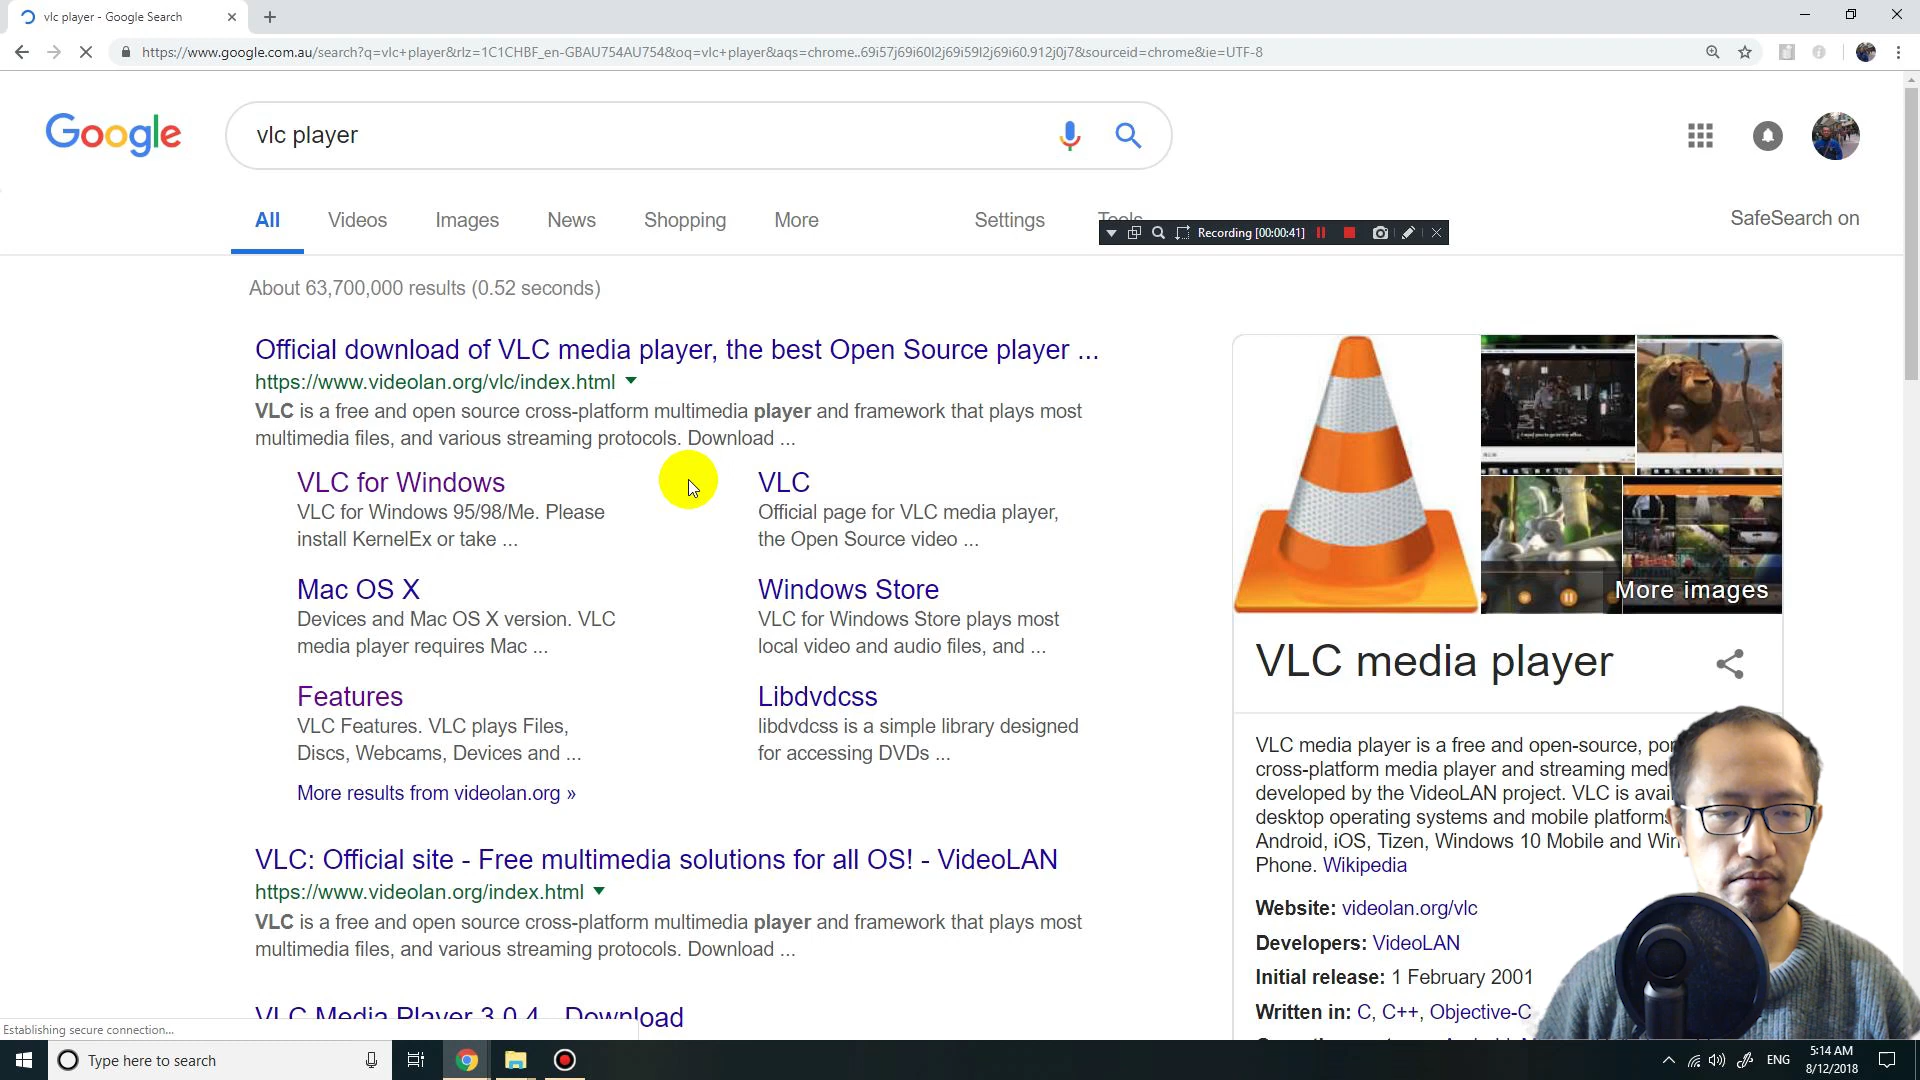 vlc player - Google Search
https://www.google.com.au/search?q=vlc+player&rlz=1C1CHBF_en-GBAU754AU754&oq=vlc+player&aqs=chrome..69i57j69i60l2j69i59l2j69i60.912j0j7&sourceid=chrome&ie=UTF-8
Google
vlc player
All
Videos
Images
News
Shopping
More
Settings
Tools
SafeSearch on
Recording [00:00:41]
About 63,700,000 results (0.52 seconds)
Official download of VLC media player, the best Open Source player ...
https://www.videolan.org/vlc/index.html
VLC is a free and open source cross-platform multimedia player and framework that plays most
multimedia files, and various streaming protocols. Download ...
VLC for Windows
VLC for Windows 95/98/Me. Please
install KernelEx or take ...
VLC
Official page for VLC media player,
the Open Source video ...
Mac OS X
Devices and Mac OS X version. VLC
media player requires Mac ...
Windows Store
VLC for Windows Store plays most
local video and audio files, and ...
Features
VLC Features. VLC plays Files,
Discs, Webcams, Devices and ...
Libdvdcss
libdvdcss is a simple library designed
for accessing DVDs ...
More results from videolan.org »
VLC: Official site - Free multimedia solutions for all OS! - VideoLAN
https://www.videolan.org/index.html
VLC is a free and open source cross-platform multimedia player and framework that plays most
multimedia files, and various streaming protocols. Download ...
VLC Media Player 3.0.4 - Download
More images
VLC media player
VLC media player is a free and open-source,
cross-platform media player and streaming
developed by the VideoLAN project. VLC is
desktop operating systems and mobile
Android, iOS, Tizen, Windows 10 Mobile and
Phone. Wikipedia
Website: videolan.org/vlc
Developers: VideoLAN
Initial release: 1 February 2001
Written in: C, C++, Objective-C
Establishing secure connection...
Type here to search
ENG
5:14 AM
8/12/2018